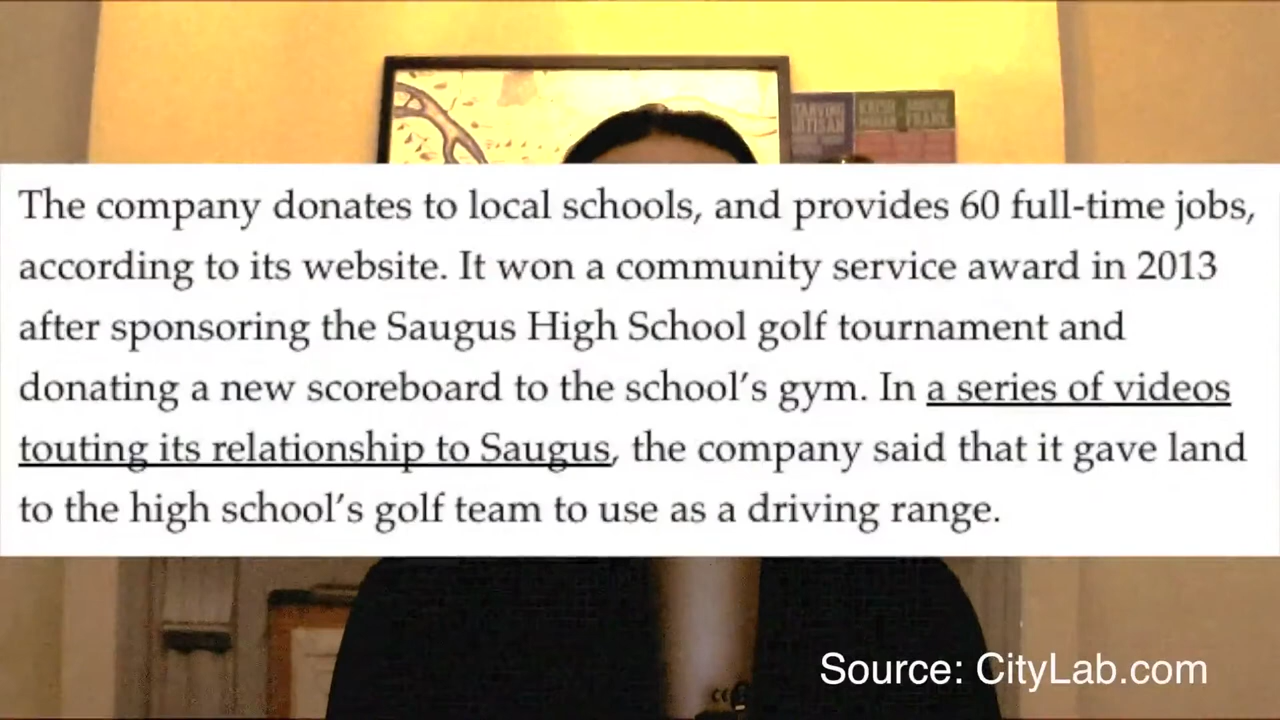 STARVING
ARTISAN
The company donates to local schools, and provides 60 full-time jobs,
according to its website. It won a community service award in 2013
after sponsoring the Saugus High School golf tournament and
donating a new scoreboard to the school’s gym. In a series of videos
touting its relationship to Saugus, the company said that it gave land
to the high school’s golf team to use as a driving range.
Source: CityLab.com